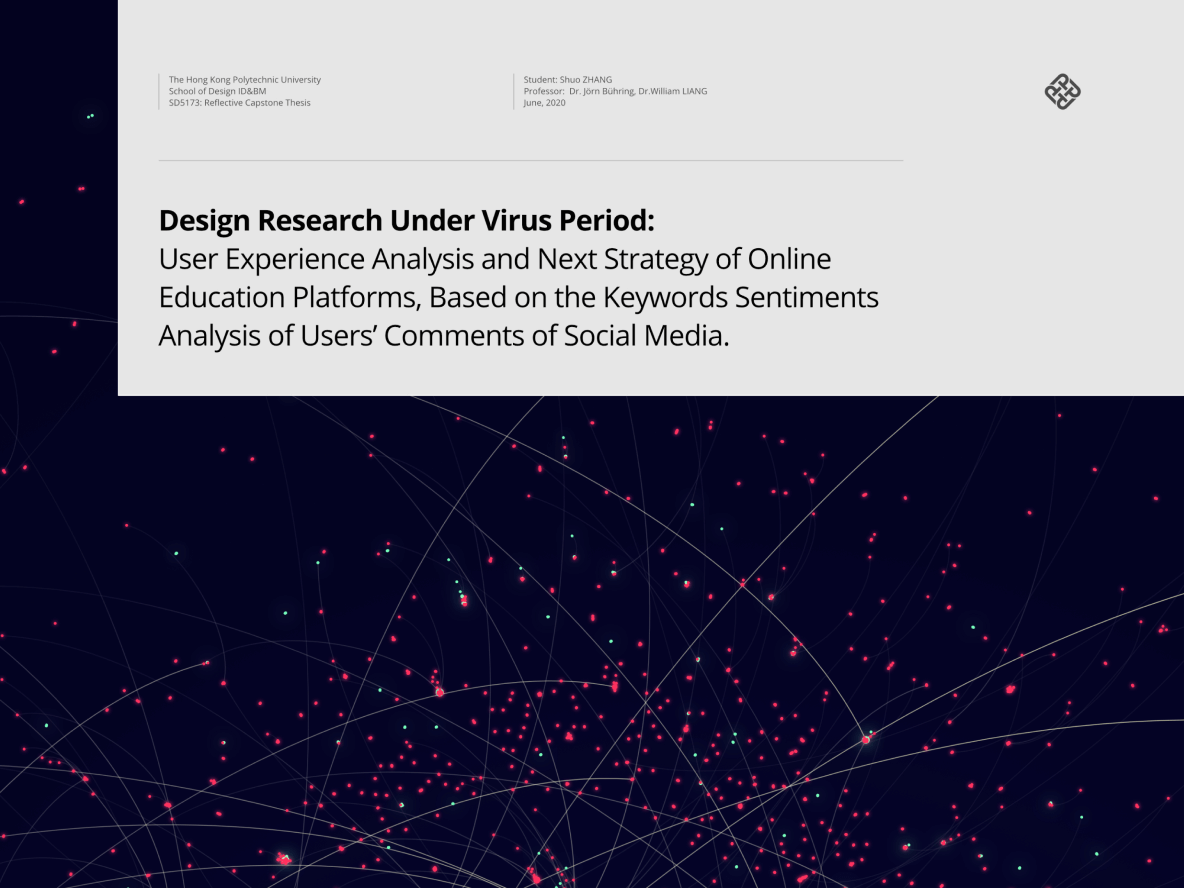 The Hong Kong Polytechnic University
School of Design ID&BM
SD5173: Reflective Capstone Thesis
Student: Shuo ZHANG
Professor:  Dr. Jörn Bühring, Dr.William LIANG
June, 2020
Design Research Under Virus Period:
User Experience Analysis and Next Strategy of Online
Education Platforms, Based on the Keywords Sentiments
Analysis of Users’ Comments of Social Media.